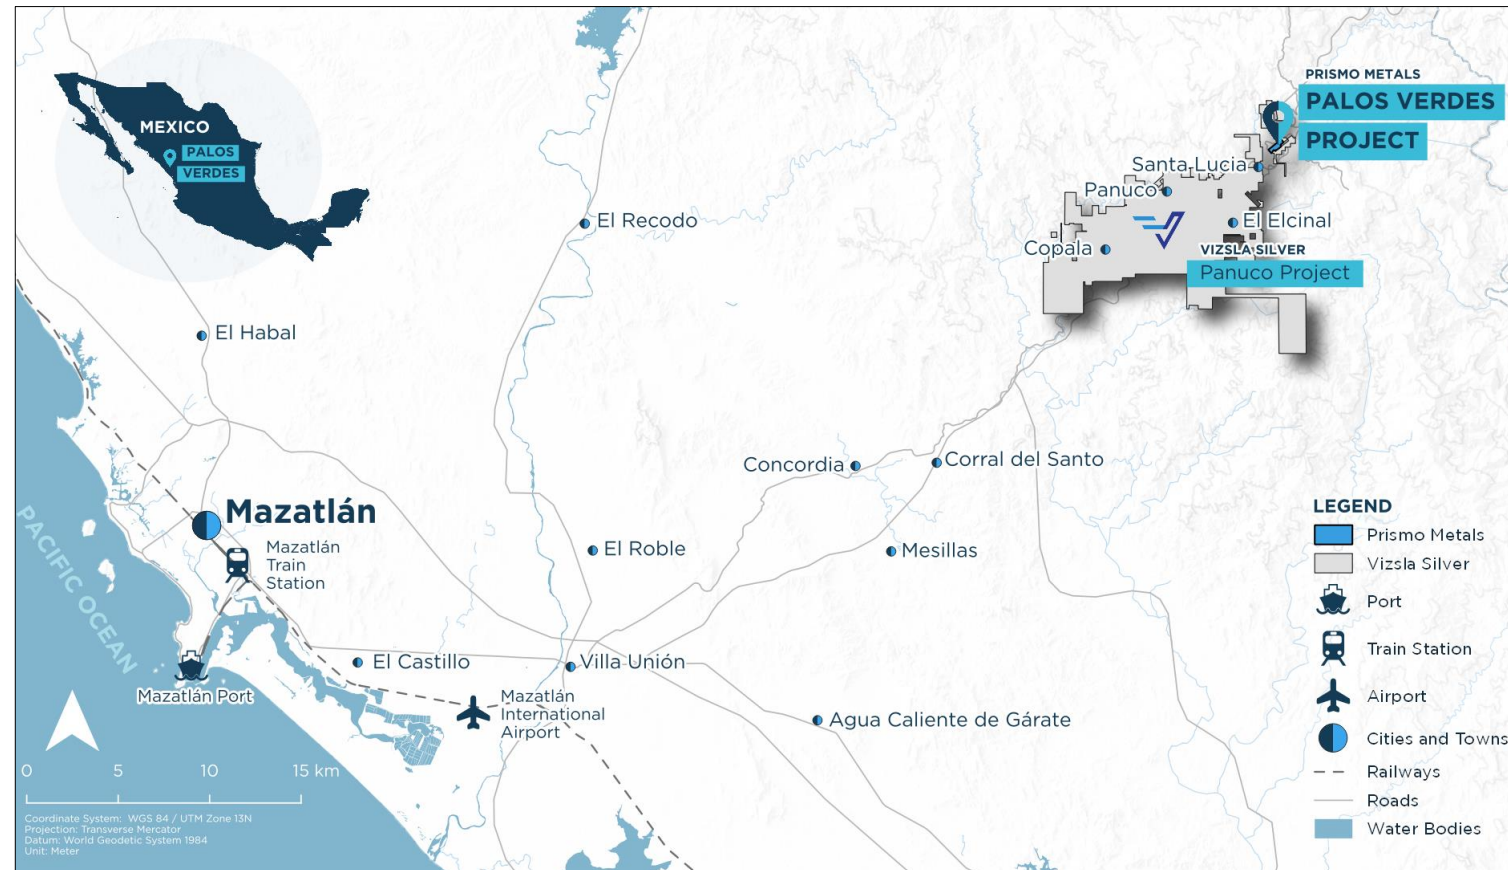 MEXICO
PALOS
VERDES
PRISMO METALS
PALOS VERDES
PROJECT
Santa Lucia
Panuco
El Elcinal
Copala
VIZSLA SILVER
Panuco Project
El Recodo
El Habal
Concordia
Corral del Santo
Mazatlán
Mazatlán
Train
Station
El Roble
Mesillas
PACIFIC OCEAN
El Castillo
Villa Unión
Mazatlán Port
Mazatlán
International
Airport
Agua Caliente de Gárate
0 5 10 15 km
Coordinate System: WGS 84 / UTM Zone 13N
Projection: Transverse Mercator
Datum: World Geodetic System 1984
Unit: Meter
LEGEND
Prismo Metals
Vizsla Silver
Port
Train Station
Airport
Cities and Towns
Railways
Roads
Water Bodies